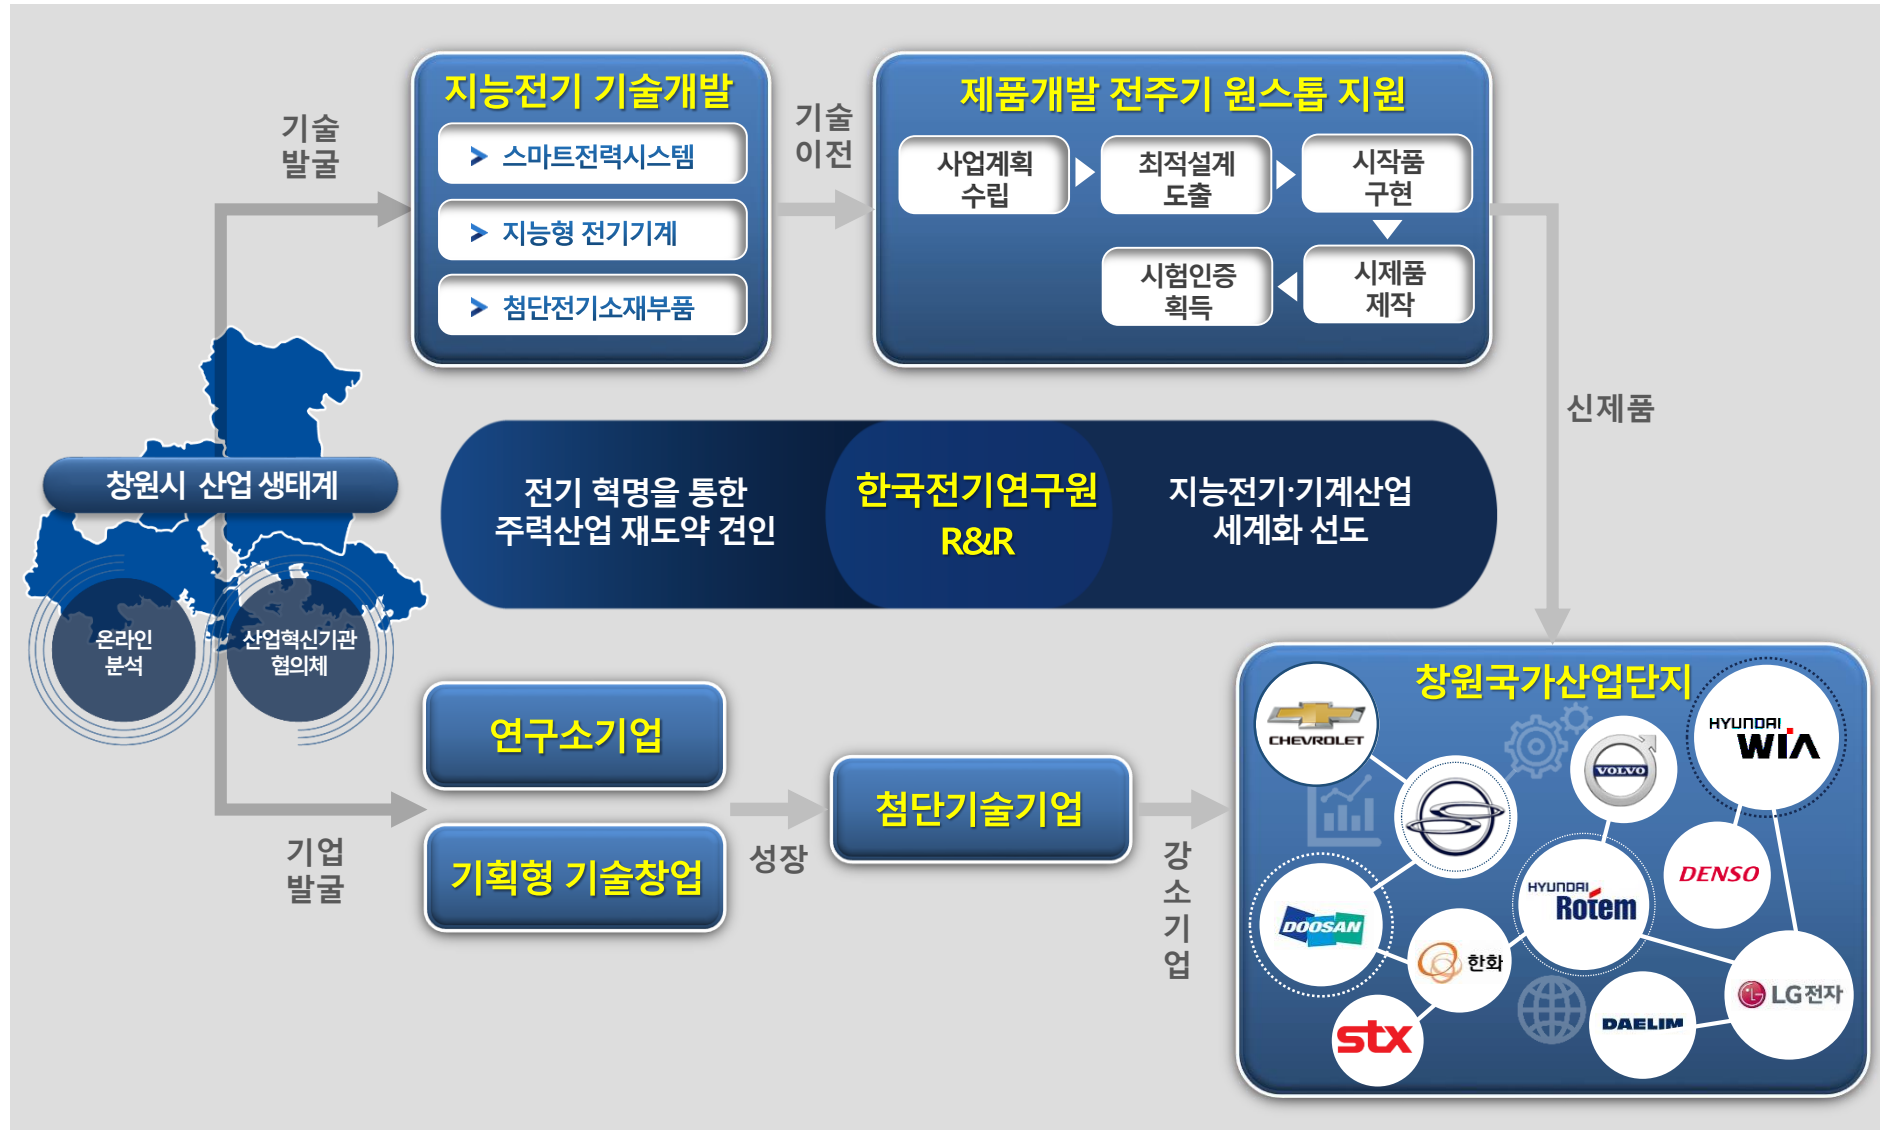 지능전기 기술개발
스마트전력시스템
지능형 전기기계
첨단전기소재부품
기술
발굴
기술
이전
제품개발 전주기 원스톱 지원
사업계획
수립
최적설계
도출
시작품
구현
시제품
제작
시험인증
획득
신제품
창원시 산업 생태계
온라인
분석
산업혁신기관
협의체
전기 혁명을 통한
주력산업 재도약 견인
한국전기연구원
R&R
지능전기·기계산업
세계화 선도
기업
발굴
연구소기업
기획형 기술창업
성장
첨단기술기업
강
소
기
업
창원국가산업단지
CHEVROLET
VOLVO
HYUNDAI
WIA
DENSO
HYUNDAI
Rotem
DOOSAN
한화
LG전자
stx
DAELIM